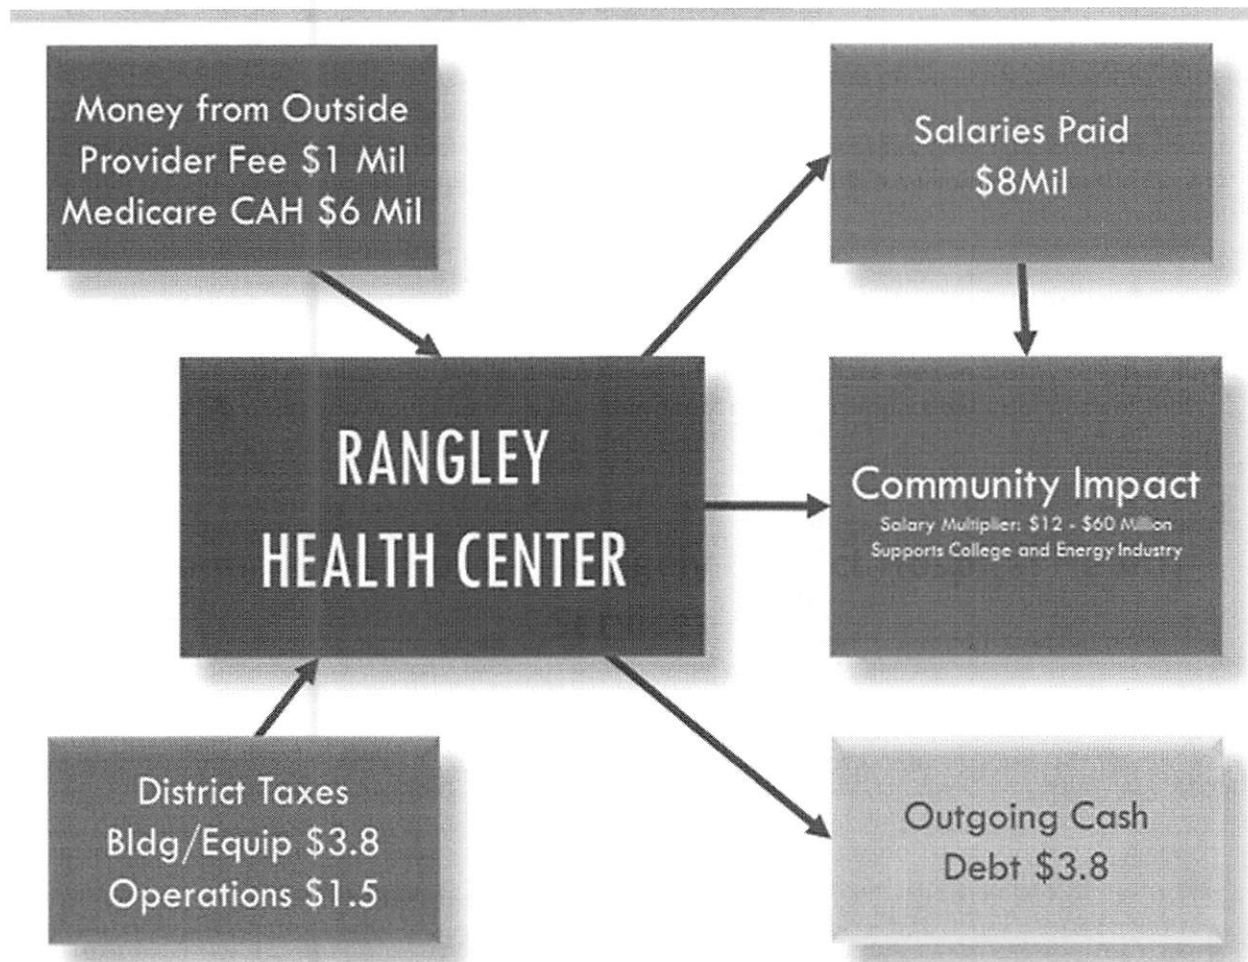 Money from Outside
Provider Fee $1 Mil
Medicare CAH $6 Mil
Salaries Paid
$8Mil
RANGLEY
HEALTH CENTER
Community Impact
Salary Multiplier: $12 - $60 Million
Supports College and Energy Industry
District Taxes
Bldg/Equip $3.8
Operations $1.5
Outgoing Cash
Debt $3.8